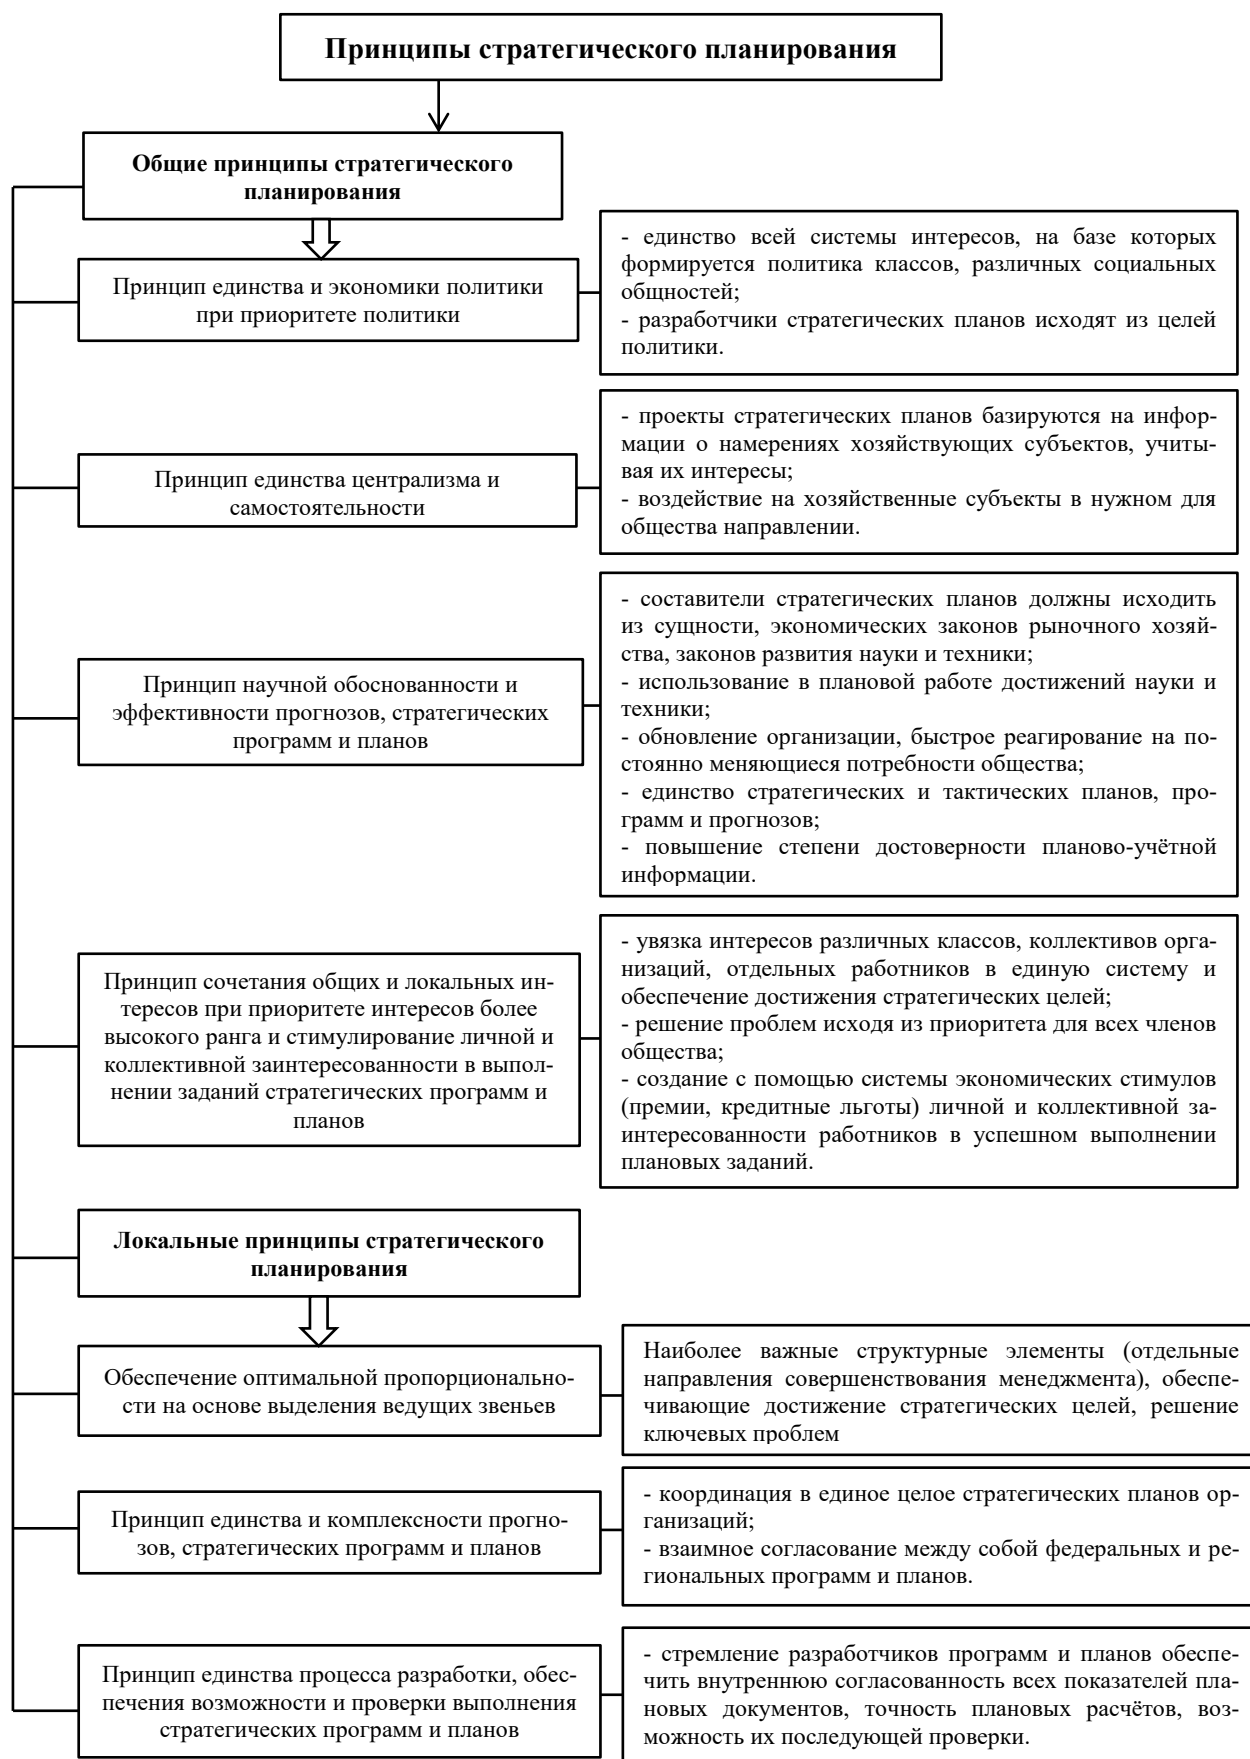 Принципы стратегического планирования
Общие принципы стратегического
планирования
Принцип единства и экономики политики
при приоритете политики
- единство всей системы интересов, на базе которых
формируется политика классов, различных социальных
общностей;
- разработчики стратегических планов исходят из целей
политики.
Принцип единства централизма и
самостоятельности
- проекты стратегических планов базируются на инфор-
мации о намерениях хозяйствующих субъектов, учиты-
вая их интересы;
- воздействие на хозяйственные субъекты в нужном для
общества направлении.
Принцип научной обоснованности и
эффективности прогнозов, стратегических
программ и планов
- составители стратегических планов должны исходить
из сущности, экономических законов рыночного хозяй-
ства, законов развития науки и техники;
- использование в плановой работе достижений науки и
техники;
- обновление организации, быстрое реагирование на по-
стоянно меняющиеся потребности общества;
- единство стратегических и тактических планов, про-
грамм и прогнозов;
- повышение степени достоверности планово-учётной
информации.
Принцип сочетания общих и локальных ин-
тересов при приоритете интересов более
высокого ранга и стимулирование личной и
коллективной заинтересованности в выпол-
нении заданий стратегических программ и
планов
- увязка интересов различных классов, коллективов орга-
низаций, отдельных работников в единую систему и
обеспечение достижения стратегических целей;
- решение проблем исходя из приоритета для всех членов
общества;
- создание с помощью системы экономических стимулов
(премии, кредитные льготы) личной и коллективной за-
интересованности работников в успешном выполнении
плановых заданий.
Локальные принципы стратегического
планирования
Обеспечение оптимальной пропорционально-
сти на основе выделения ведущих звеньев
Наиболее важные структурные элементы (отдельные
направления совершенствования менеджмента), обеспе-
чивающие достижение стратегических целей, решение
ключевых проблем
Принцип единства и комплексности прогно-
зов, стратегических программ и планов
- координация в единое целое стратегических планов ор-
ганизаций;
- взаимное согласование между собой федеральных и ре-
гиональных программ и планов.
Принцип единства процесса разработки, обес-
печения возможности и проверки выполнения
стратегических программ и планов
- стремление разработчиков программ и планов обеспе-
чить внутреннюю согласованность всех показателей пла-
новых документов, точность плановых расчётов, воз-
можность их последующей проверки.